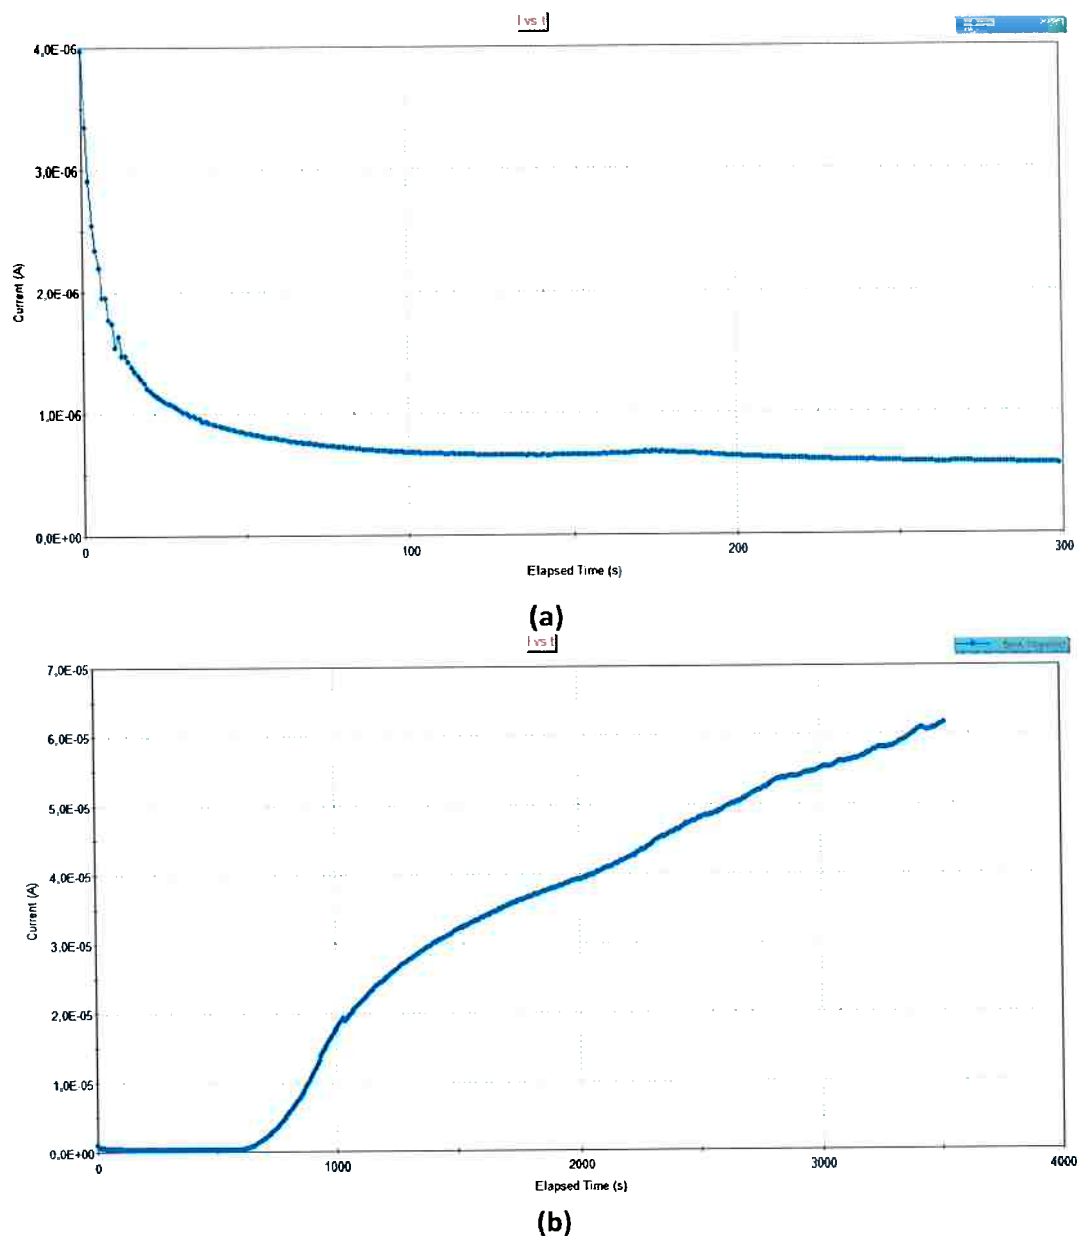 I vs t
4,0E-06
3,0E-06
2,0E-06
1,0E-06
0,0E+00
Current (A)
0
100
200
300
Elapsed Time (s)
(a)
I vs t
7,0E-05
6,0E-05
5,0E-05
4,0E-05
3,0E-05
2,0E-05
1,0E-05
0,0E+00
Current (A)
0
1000
2000
3000
4000
Elapsed Time (s)
(b)